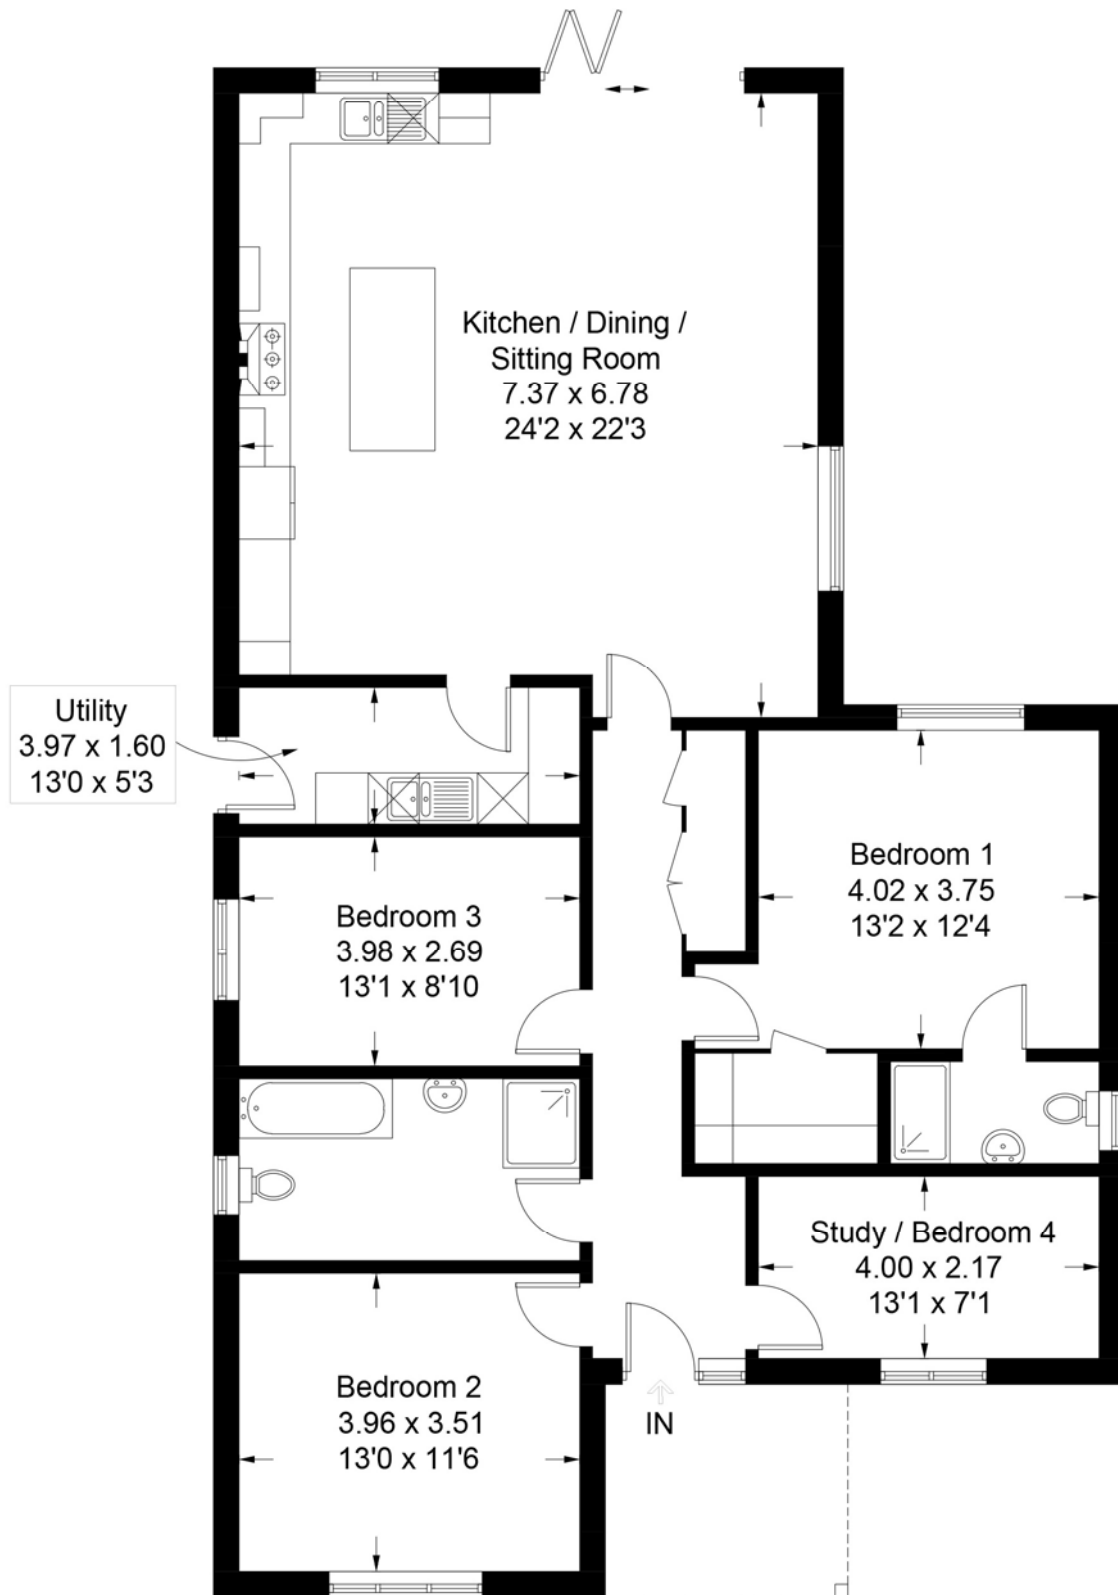 Kitchen / Dining /
Sitting Room
7.37 x 6.78
24'2 x 22'3
Utility
3.97 x 1.60
13'0 x 5'3
Bedroom 1
4.02 x 3.75
13'2 x 12'4
Bedroom 3
3.98 x 2.69
13'1 x 8'10
Study / Bedroom 4
4.00 x 2.17
13'1 x 7'1
Bedroom 2
3.96 x 3.51
13'0 x 11'6
IN